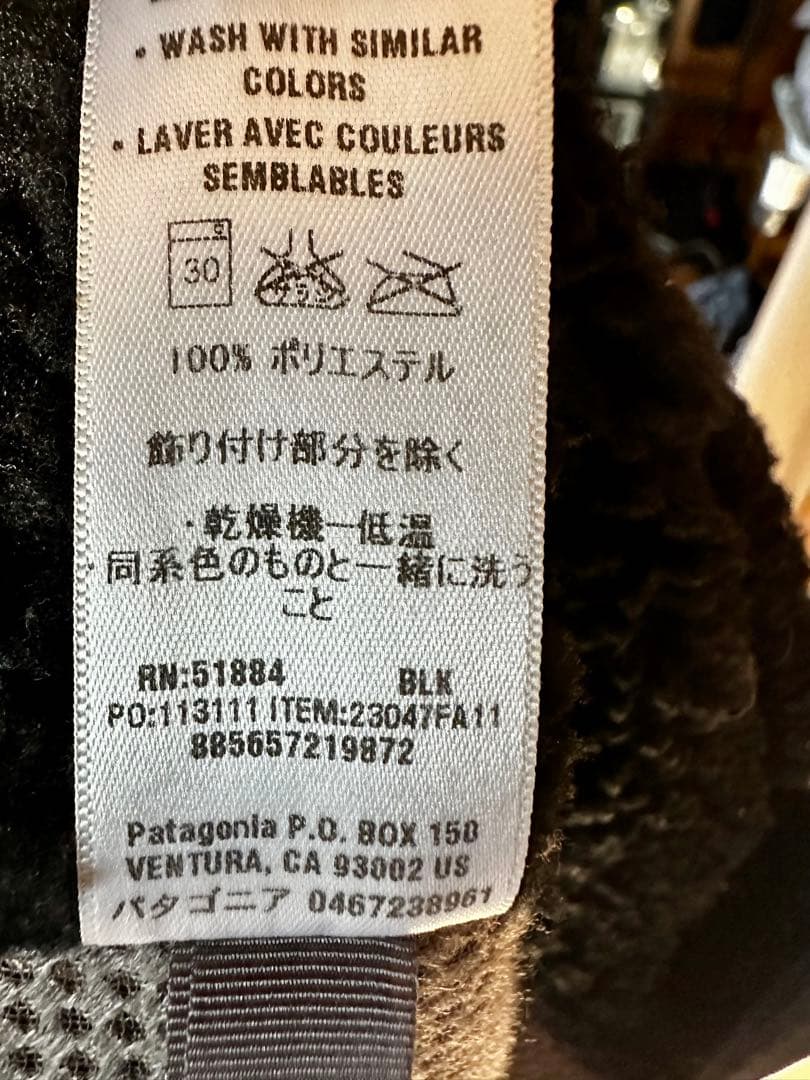 • WASH WITH SIMILAR
COLORS
• LAVER AVEC COULEURS
SEMBLABLES
30
100% ポリエステル
飾り付け部分を除く
・乾燥機ー低温
・同系色のものと一緒に洗う
こと
RN:51884 BLK
PO:113111 ITEM:23047FA11
885657219872
Patagonia P.O. BOX 150
VENTURA, CA 93002 US
パタゴニア 0467238961